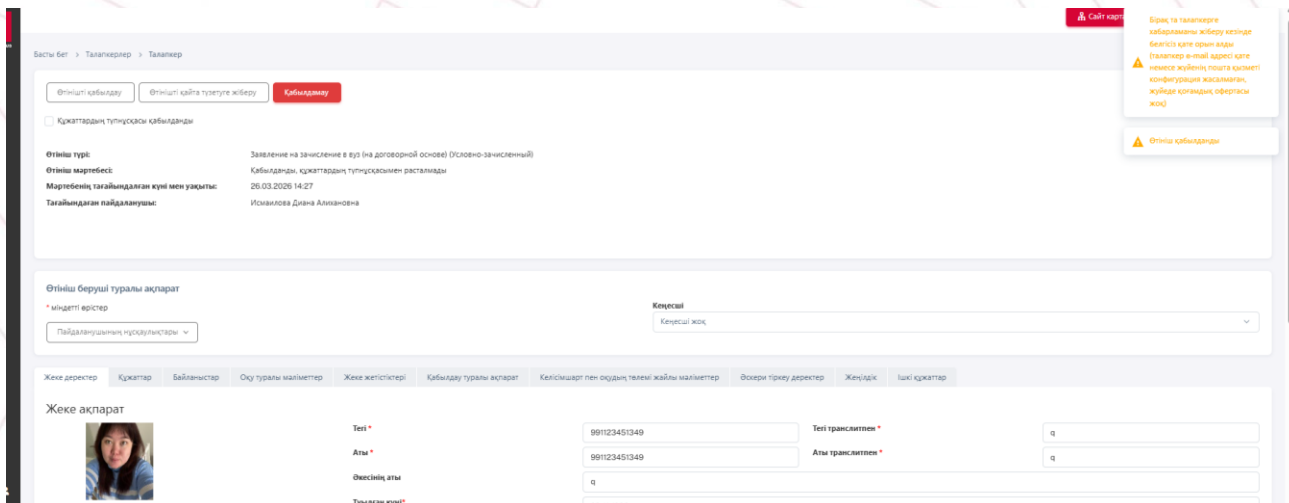 Сайт карта
Бірақ та талапкерге
хабарламаны жіберу кезінде
белгісіз қате орын алды
(талапкер e-mail адресі қате
немесе жүйенің пошта қызметі
конфигурация жасалмаған,
жүйеде қоғамдық офертасы
жоқ)
Өтініш қабылданды
Басты бет > Талапкерлер > Талапкер
Өтінішті қабылдау Өтінішті қайта түзетуге жіберу Қабылдамау
Құжаттардың түпнұсқасы қабылданды
Өтініш түрі: Заявление на зачисление в вуз (на договорной основе) (Условно-зачисленный)
Өтініш мәртебесі: Қабылданды, құжаттардың түпнұсқасымен расталмады
Мәртебенің тағайындалған күні мен уақыты: 26.03.2026 14:27
Тағайындаған пайдаланушы: Исмаилова Диана Алихановна
Өтініш беруші туралы ақпарат
* міндетті өрістер
Кеңесші
Пайдаланушының нұсқаулықтары
Кеңесші жоқ
Жеке деректер Құжаттар Байланыстар Оқу туралы мәліметтер Жеке жетістіктері Қабылдау туралы ақпарат Келісімшарт пен оқудың төлемі жайлы мәліметтер Әскери тіркеу деректер Жеңілдік Ішкі құжаттар
Жеке ақпарат
Тегі * 991123451349 Тегі транслитпен * q
Аты * 991123451349 Аты транслитпен * q
Әкесінің аты q
Туылған күні*